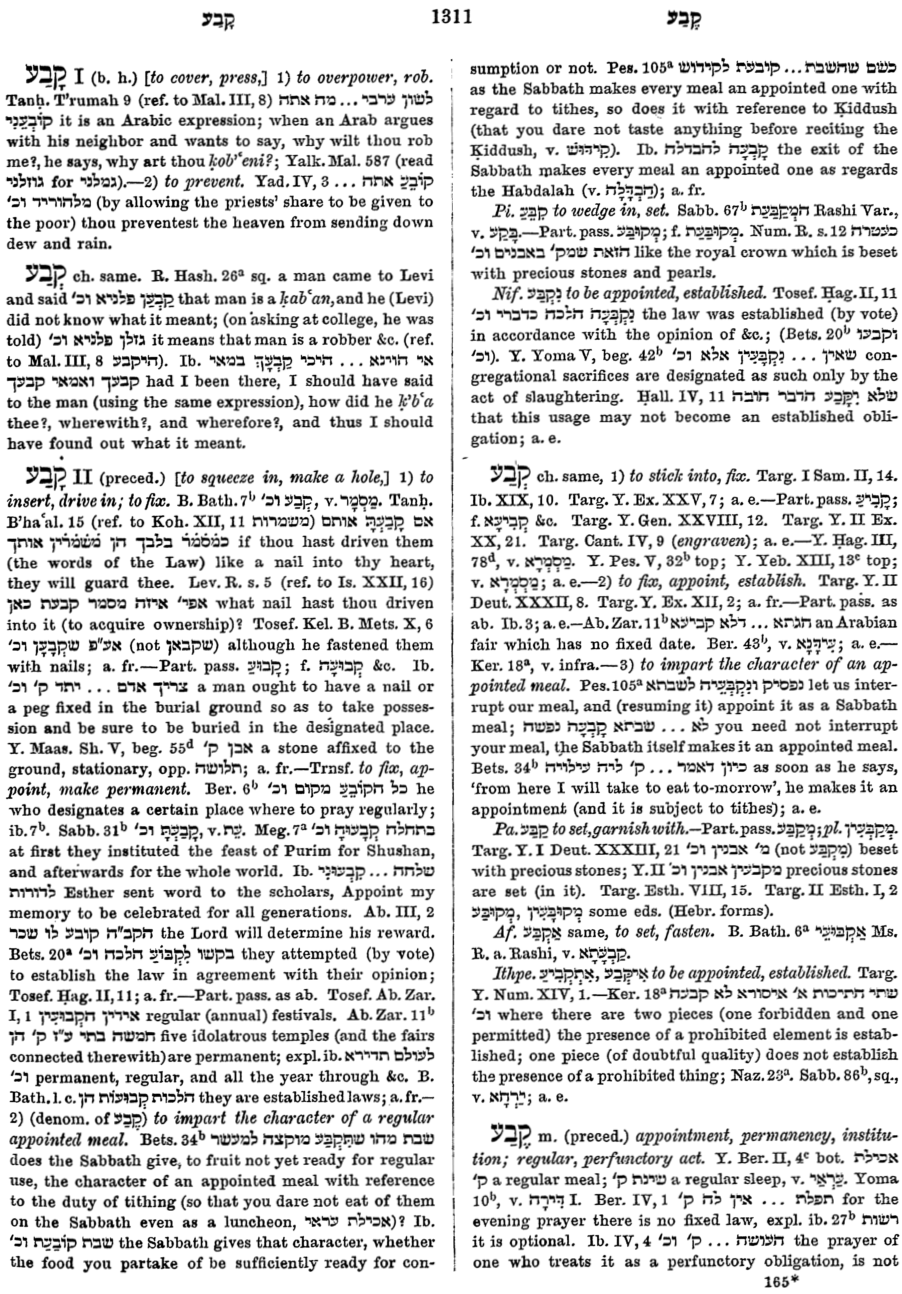 קָבַע
1311
קֶבַע
קָבַע I (b. h.) [to cover, press,] 1) to overpower, rob.
Tanḥ. T'rumah 9 (ref. to Mal. III, 8) לשון ערבי ... מה אתה
קוֹבְעֵנִי it is an Arabic expression; when an Arab argues
with his neighbor and wants to say, why wilt thou rob
me?, he says, why art thou ḳob'ʿeni?; Yalk. Mal. 587 (read
גוזלני for גמלני).—2) to prevent. Yad. IV, 3 ... קוֹבֵעַ אתה
מלהוריד וכ' (by allowing the priests' share to be given to
the poor) thou preventest the heaven from sending down
dew and rain.
קְבַע ch. same. R. Hash. 26ᵃ sq. a man came to Levi
and said קַבְעָן פלניא וכ' that man is a ḳabʿan, and he (Levi)
did not know what it meant; (on asking at college, he was
told) גזלן פלניא וכ' it means that man is a robber &c. (ref.
to Mal. III, 8 היקבע). Ib. אי הוינא ... היכי קַבְעָךְ במאי
קבעך ואמאי קבעך had I been there, I should have said
to the man (using the same expression), how did he ḳ'bʿa
thee?, wherewith?, and wherefore?, and thus I should
have found out what it meant.
קָבַע II (preced.) [to squeeze in, make a hole,] 1) to
insert, drive in; to fix. B. Bath. 7ᵇ קָבַע וכ', v. מַסְמֵר. Tanḥ.
B'haʿal. 15 (ref. to Koh. XII, 11 משמרות) אם קָבַעְתָּ אותם
כמסמר בלבך הן משמרין אותך if thou hast driven them
(the words of the Law) like a nail into thy heart,
they will guard thee. Lev. R. s. 5 (ref. to Is. XXII, 16)
אפי' איזה מסמר קבעת כאן what nail hast thou driven
into it (to acquire ownership)? Tosef. Kel. B. Mets. X, 6
אע"פ שקְבָעָן וכ' (not שקבאן) although he fastened them
with nails; a. fr.—Part. pass. קָבוּעַ; f. קְבוּעָה &c. Ib.
צריך אדם ... יתד ק' וכ' a man ought to have a nail or
a peg fixed in the burial ground so as to take posses-
sion and be sure to be buried in the designated place.
Y. Maas. Sh. V, beg. 55ᵈ אבן ק' a stone affixed to the
ground, stationary, opp. תלושה; a. fr.—Trnsf. to fix, ap-
point, make permanent. Ber. 6ᵇ כל הקובֵעַ מקום וכ' he
who designates a certain place where to pray regularly;
ib. 7ᵇ. Sabb. 31ᵇ קָבַעְתָּ וכ', v. עֵת. Meg. 7ᵃ בתחלה קְבָעוּהָ וכ'
at first they instituted the feast of Purim for Shushan,
and afterwards for the whole world. Ib. שלחה ... קִבְעוּנִי
לדורות Esther sent word to the scholars, Appoint my
memory to be celebrated for all generations. Ab. III, 2
הקב"ה קובע לו שכר the Lord will determine his reward.
Bets. 20ᵃ בקשו לִקְבּוֹעַ הלכה וכ' they attempted (by vote)
to establish the law in agreement with their opinion;
Tosef. Ḥag. II, 11; a. fr.—Part. pass. as ab. Tosef. Ab. Zar.
I, 1 אידין הקבועין regular (annual) festivals. Ab. Zar. 11ᵇ
חמשה בתי ע"ז ק' הן five idolatrous temples (and the fairs
connected therewith) are permanent; expl. ib. לעולם תדירא
וכ' permanent, regular, and all the year through &c. B.
Bath. l. c. הלכות קבועות הן they are established laws; a. fr.—
2) (denom. of קֶבַע) to impart the character of a regular
appointed meal. Bets. 34ᵇ שבת מהו שתִּקְבַּע מוקצה למעשר
does the Sabbath give, to fruit not yet ready for regular
use, the character of an appointed meal with reference
to the duty of tithing (so that you dare not eat of them
on the Sabbath even as a luncheon, אכילת עראי)? Ib.
שבת קוֹבַעַת וכ' the Sabbath gives that character, whether
the food you partake of be sufficiently ready for con-
sumption or not. Pes. 105ᵃ כשם שהשבת ... קובעת לקידוש
as the Sabbath makes every meal an appointed one with
regard to tithes, so does it with reference to Ḳiddush
(that you dare not taste anything before reciting the
Ḳiddush, v. קִידּוּשׁ). Ib. קָבְעָה להבדלה the exit of the
Sabbath makes every meal an appointed one as regards
the Habdalah (v. הַבְדָּלָה); a. fr.
Pi. קִבֵּעַ to wedge in, set. Sabb. 67ᵇ המְקַבַּעַת Rashi Var.,
v. בָּקַע.—Part. pass. מְקוּבָּע; f. מְקוּבַּעַת. Num. R. s. 12 כעטרה
הזאת שמק' באבנים וכ' like the royal crown which is beset
with precious stones and pearls.
Nif. נִקְבַּע to be appointed, established. Tosef. Ḥag. II, 11
נִקְבְּעָה הלכה כדברי וכ' the law was established (by vote)
in accordance with the opinion of &c.; (Bets. 20ᵇ וקבעו
וכ'). Y. Yoma V, beg. 42ᵇ שאין ... נִקְבָּעִין אלא וכ' con-
gregational sacrifices are designated as such only by the
act of slaughtering. Ḥall. IV, 11 שלא יִקָּבַע הדבר חובה
that this usage may not become an established obli-
gation; a. e.
קְבַע ch. same, 1) to stick into, fix. Targ. I Sam. II, 14.
Ib. XIX, 10. Targ. Y. Ex. XXV, 7; a. e.—Part. pass. קְבִיעַ;
f. קְבִיעָא &c. Targ. Y. Gen. XXVIII, 12. Targ. Y. II Ex.
XX, 21. Targ. Cant. IV, 9 (engraven); a. e.—Y. Ḥag. III,
78ᵈ, v. מַסְמְרָא. Y. Pes. V, 32ᵇ top; Y. Yeb. XIII, 13ᶜ top;
v. מַסְמְרָא; a. e.—2) to fix, appoint, establish. Targ. Y. II
Deut. XXXII, 8. Targ. Y. Ex. XII, 2; a. fr.—Part. pass. as
ab. Ib. 3; a. e.—Ab. Zar. 11ᵇ חגתא ... דלא קביעא an Arabian
fair which has no fixed date. Ber. 43ᵇ, v. עִידָּנָא; a. e.—
Ker. 18ᵃ, v. infra.—3) to impart the character of an ap-
pointed meal. Pes. 105ᵃ נפסיק ונִקְבְּעֵיהּ לשבתא let us inter-
rupt our meal, and (resuming it) appoint it as a Sabbath
meal; לא ... שבתא קָבְעָה נפשה you need not interrupt
your meal, the Sabbath itself makes it an appointed meal.
Bets. 34ᵇ כיון דאמר ... ק' ליה עילויה as soon as he says,
'from here I will take to eat to-morrow', he makes it an
appointment (and it is subject to tithes); a. e.
Pa. קַבַּע to set, garnish with.—Part. pass. מְקַבַּע; pl. מְקַבְּעִין.
Targ. Y. I Deut. XXXIII, 21 מ' אבנין וכ' (not מְקַבַּע) beset
with precious stones; Y. II מקבעין אבנין וכ' precious stones
are set (in it). Targ. Esth. VIII, 15. Targ. II Esth. I, 2
מְקוּבָּעִין, מְקוּבָּע some eds. (Hebr. forms).
Af. אַקְבַּע same, to set, fasten. B. Bath. 6ᵃ אַקְבּוּעֵי Ms.
R. a. Rashi, v. קְבַעְתָּא.
Ithpe. אִתְקְבִיעַ, אִיקְּבַע to be appointed, established. Targ.
Y. Num. XIV, 1.—Ker. 18ᵃ שתי חתיכות א' איסורא לא קבעה
וכ' where there are two pieces (one forbidden and one
permitted) the presence of a prohibited element is estab-
lished; one piece (of doubtful quality) does not establish
the presence of a prohibited thing; Naz. 23ᵃ. Sabb. 86ᵇ, sq.,
v. יַרְחָא; a. e.
קֶבַע m. (preced.) appointment, permanency, institu-
tion; regular, perfunctory act. Y. Ber. II, 4ᶜ bot. אכילת
ק' a regular meal; שינת ק' a regular sleep, v. עֲרָאִי. Yoma
10ᵇ, v. דִּירָה I. Ber. IV, 1 תפלת ... אין לה ק' for the
evening prayer there is no fixed law, expl. ib. 27ᵇ רשות
it is optional. Ib. IV, 4 העושה ... ק' וכ' the prayer of
one who treats it as a perfunctory obligation, is not
165*